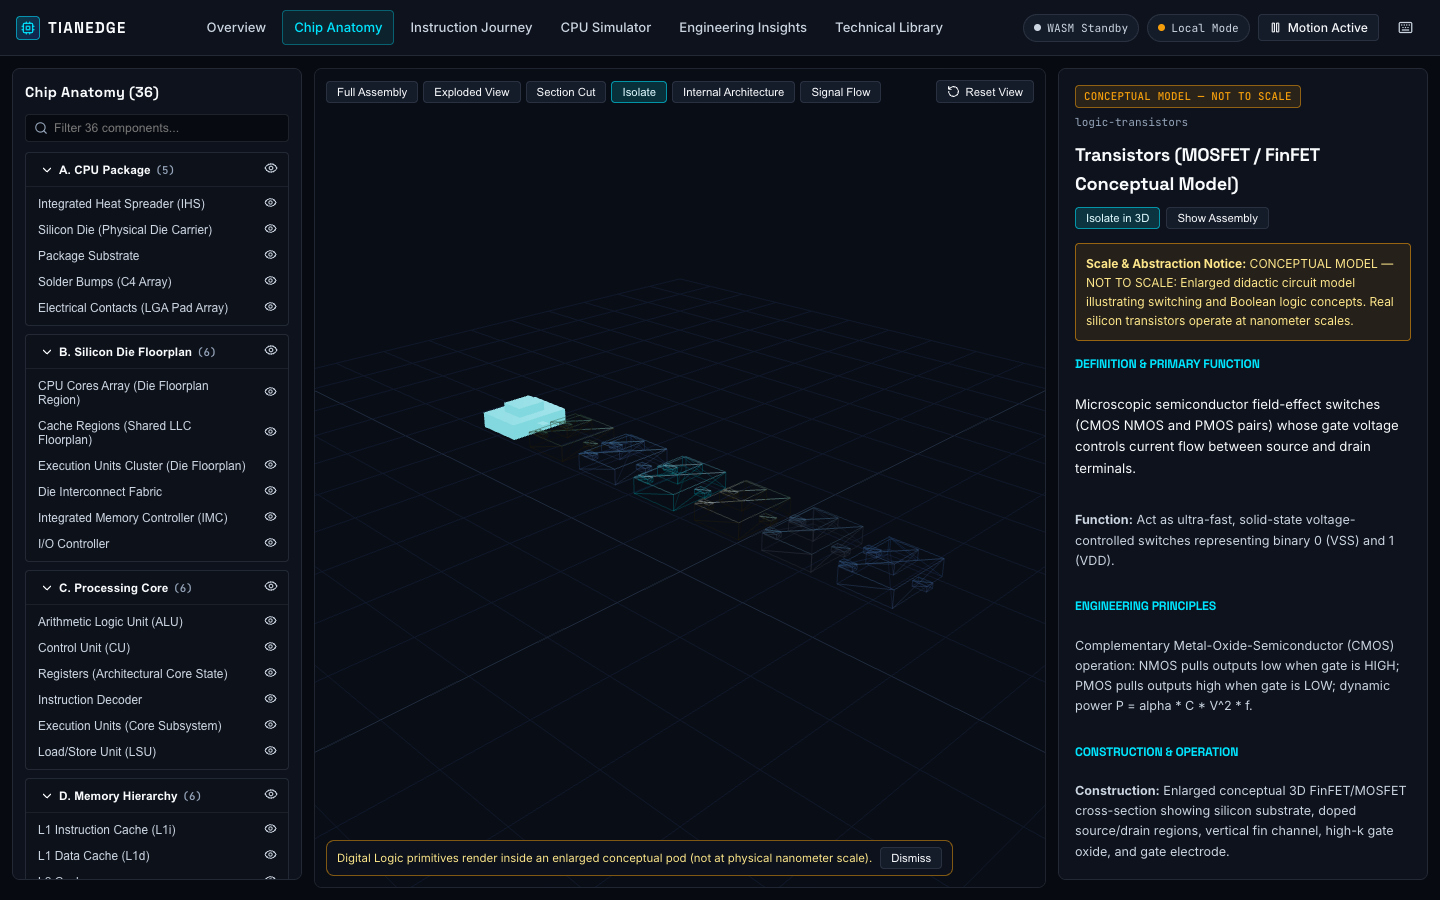 TIANEDGE
Overview
Chip Anatomy
Instruction Journey
CPU Simulator
Engineering Insights
Technical Library
WASM Standby
Local Mode
Motion Active
Chip Anatomy (36)
Filter 36 components...
A. CPU Package (5)
Integrated Heat Spreader (IHS)
Silicon Die (Physical Die Carrier)
Package Substrate
Solder Bumps (C4 Array)
Electrical Contacts (LGA Pad Array)
B. Silicon Die Floorplan (6)
CPU Cores Array (Die Floorplan
Region)
Cache Regions (Shared LLC
Floorplan)
Execution Units Cluster (Die Floorplan)
Die Interconnect Fabric
Integrated Memory Controller (IMC)
I/O Controller
C. Processing Core (6)
Arithmetic Logic Unit (ALU)
Control Unit (CU)
Registers (Architectural Core State)
Instruction Decoder
Execution Units (Core Subsystem)
Load/Store Unit (LSU)
D. Memory Hierarchy (6)
L1 Instruction Cache (L1i)
L1 Data Cache (L1d)
Full Assembly
Exploded View
Section Cut
Isolate
Internal Architecture
Signal Flow
Reset View
Digital Logic primitives render inside an enlarged conceptual pod (not at physical nanometer scale).
Dismiss
CONCEPTUAL MODEL — NOT TO SCALE
logic-transistors
Transistors (MOSFET / FinFET
Conceptual Model)
Isolate in 3D
Show Assembly
Scale & Abstraction Notice: CONCEPTUAL MODEL —
NOT TO SCALE: Enlarged didactic circuit model
illustrating switching and Boolean logic concepts. Real
silicon transistors operate at nanometer scales.
DEFINITION & PRIMARY FUNCTION
Microscopic semiconductor field-effect switches
(CMOS NMOS and PMOS pairs) whose gate voltage
controls current flow between source and drain
terminals.
Function: Act as ultra-fast, solid-state voltage-
controlled switches representing binary 0 (VSS) and 1
(VDD).
ENGINEERING PRINCIPLES
Complementary Metal-Oxide-Semiconductor (CMOS)
operation: NMOS pulls outputs low when gate is HIGH;
PMOS pulls outputs high when gate is LOW; dynamic
power P = alpha * C * V^2 * f.
CONSTRUCTION & OPERATION
Construction: Enlarged conceptual 3D FinFET/MOSFET
cross-section showing silicon substrate, doped
source/drain regions, vertical fin channel, high-k gate
oxide, and gate electrode.